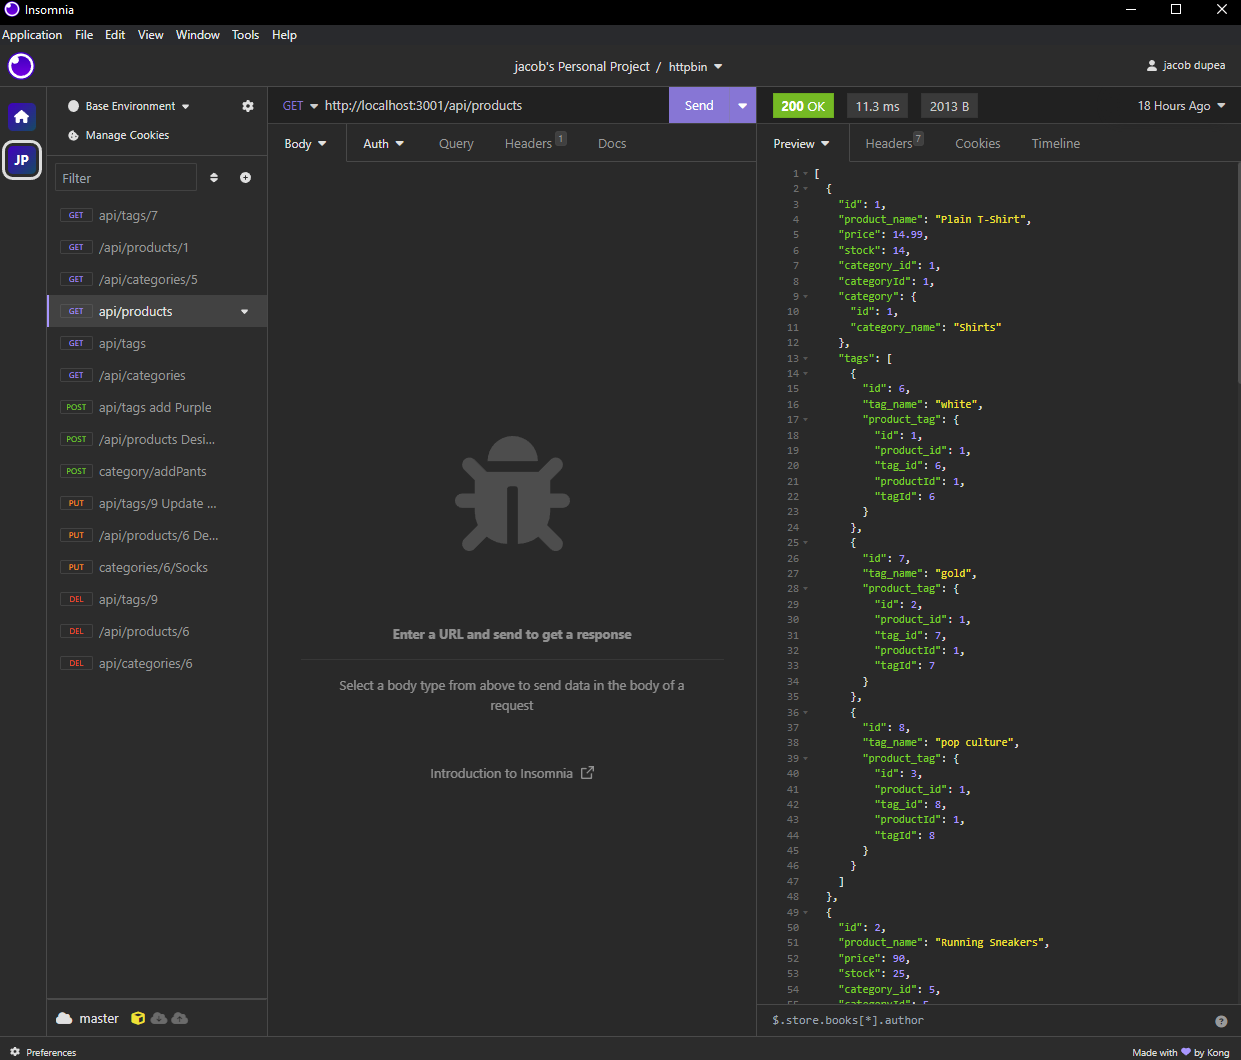 Insomnia
Application File Edit View Window Tools Help
jacob's Personal Project / httpbin
jacob dupea
JP
Base Environment
Manage Cookies
Filter
GET api/tags/7
GET /api/products/1
GET /api/categories/5
GET api/products
GET api/tags
GET /api/categories
POST api/tags add Purple
POST /api/products Desi...
POST category/addPants
PUT api/tags/9 Update ...
PUT /api/products/6 De...
PUT categories/6/Socks
DEL api/tags/9
DEL /api/products/6
DEL api/categories/6
master
Preferences
GET http://localhost:3001/api/products Send
Body Auth Query Headers 1 Docs
Enter a URL and send to get a response
Select a body type from above to send data in the body of a
request
Introduction to Insomnia
200 OK 11.3 ms 2013 B 18 Hours Ago
Preview Headers 7 Cookies Timeline
1 [
2 {
3 "id": 1,
4 "product_name": "Plain T-Shirt",
5 "price": 14.99,
6 "stock": 14,
7 "category_id": 1,
8 "categoryId": 1,
9 "category": {
10 "id": 1,
11 "category_name": "Shirts"
12 },
13 "tags": [
14 {
15 "id": 6,
16 "tag_name": "white",
17 "product_tag": {
18 "id": 1,
19 "product_id": 1,
20 "tag_id": 6,
21 "productId": 1,
22 "tagId": 6
23 }
24 },
25 {
26 "id": 7,
27 "tag_name": "gold",
28 "product_tag": {
29 "id": 2,
30 "product_id": 1,
31 "tag_id": 7,
32 "productId": 1,
33 "tagId": 7
34 }
35 },
36 {
37 "id": 8,
38 "tag_name": "pop culture",
39 "product_tag": {
40 "id": 3,
41 "product_id": 1,
42 "tag_id": 8,
43 "productId": 1,
44 "tagId": 8
45 }
46 }
47 ]
48 },
49 {
50 "id": 2,
51 "product_name": "Running Sneakers",
52 "price": 90,
53 "stock": 25,
54 "category_id": 5,
55 "categoryId": 5,
$.store.books[*].author
Made with by Kong